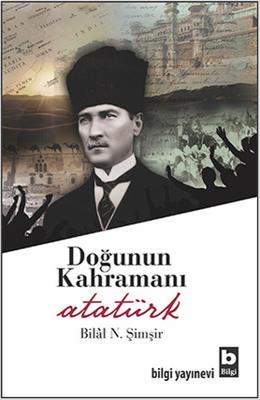 Doğunun
Kahramanı
atatürk
Bilâl N. Şimşir
bilgi yayınevi
b
Bilgi